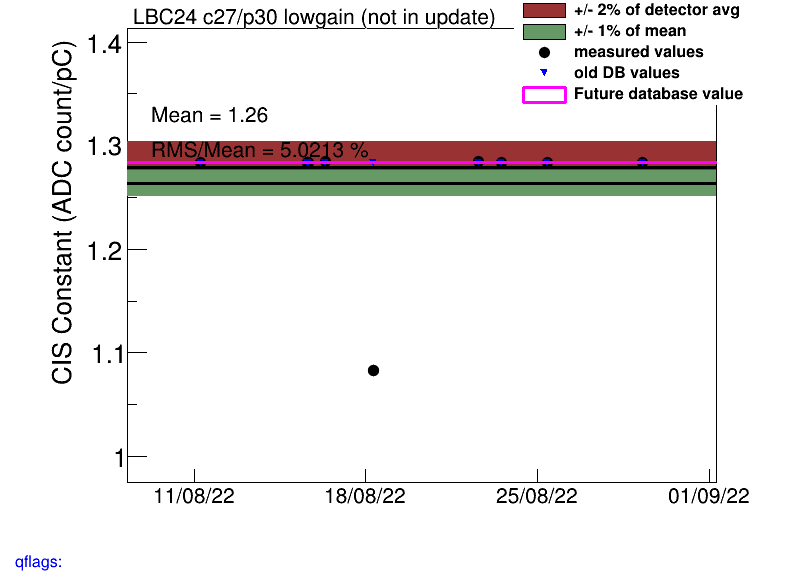 LBC24 c27/p30 lowgain (not in update)
+/- 2% of detector avg
+/- 1% of mean
measured values
old DB values
Future database value
Mean = 1.26
RMS/Mean = 5.0213 %
CIS Constant (ADC count/pC)
1.4
1.3
1.2
1.1
1
11/08/22
18/08/22
25/08/22
01/09/22
qflags: